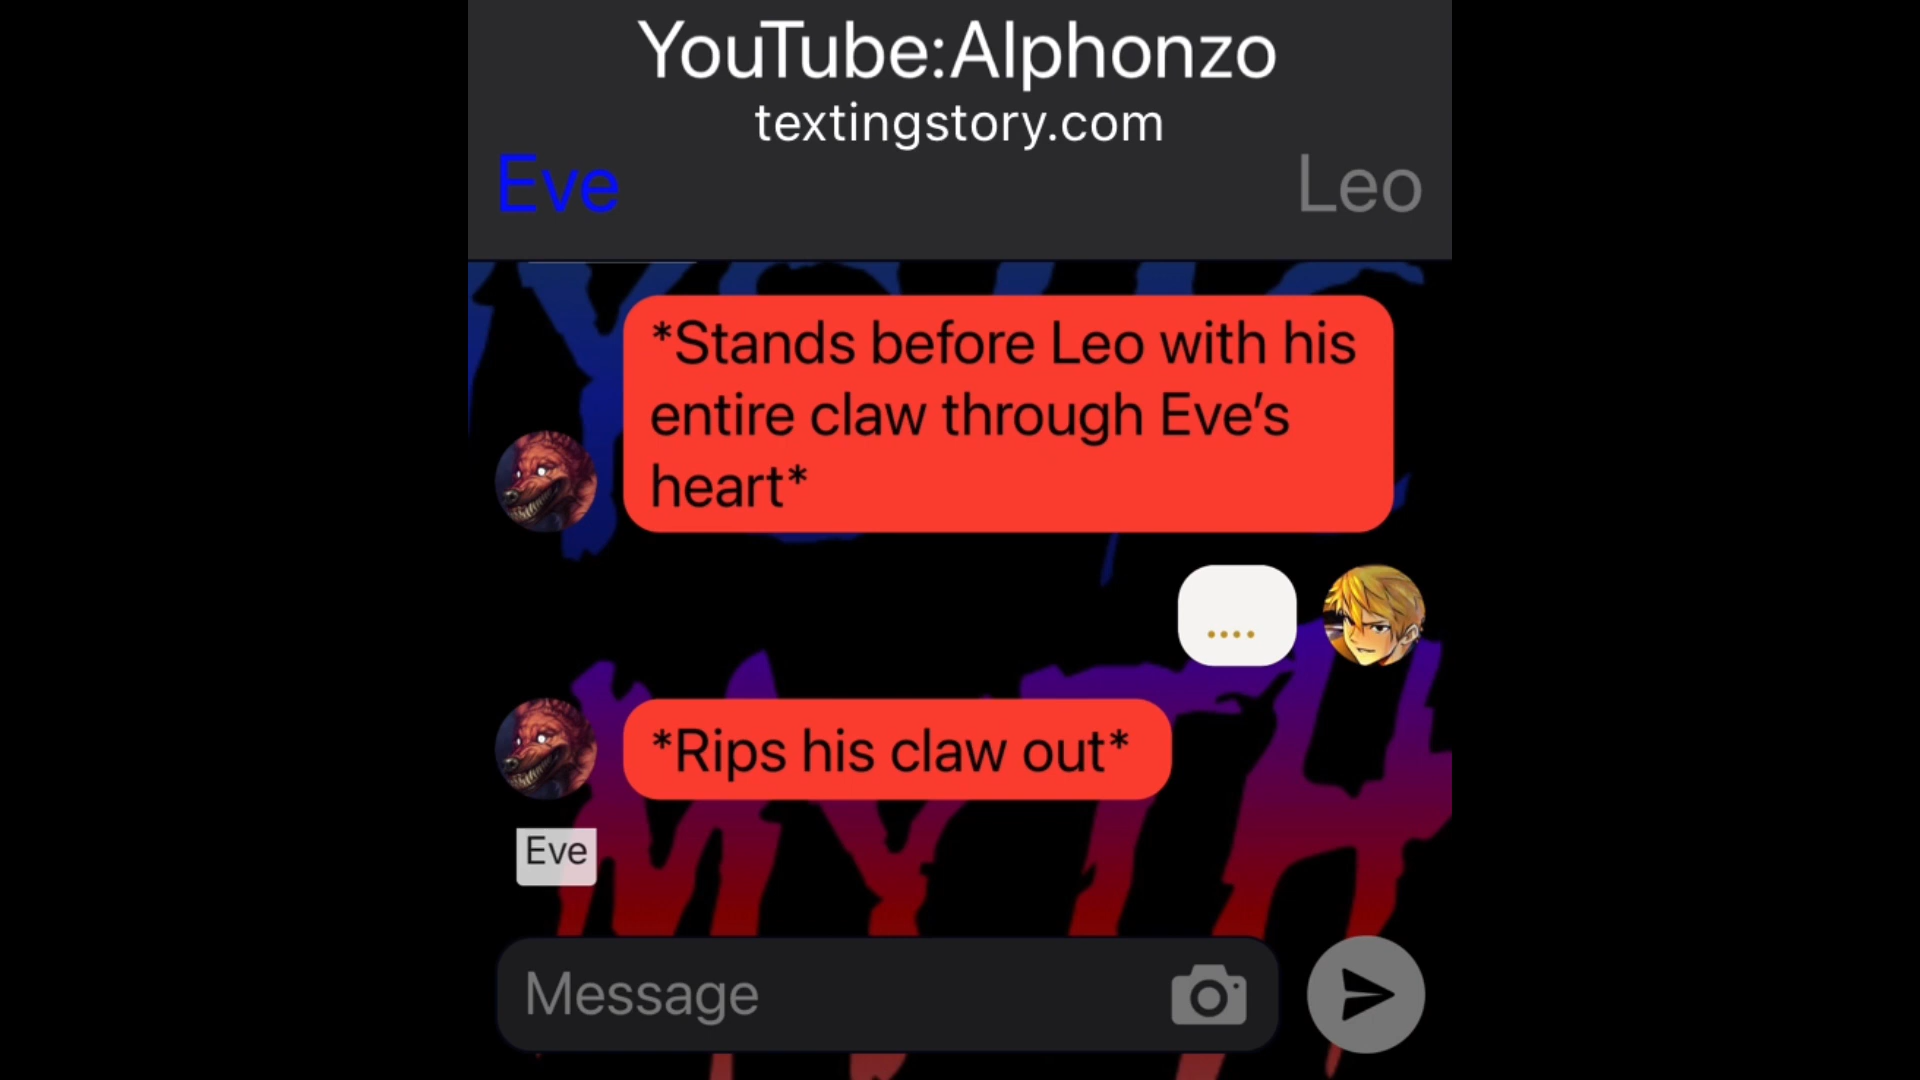 YouTube:Alphonzo
textingstory.com
Eve
Leo
*Stands before Leo with his
entire claw through Eve’s
heart*
....
*Rips his claw out*
Eve
MYTH
Message